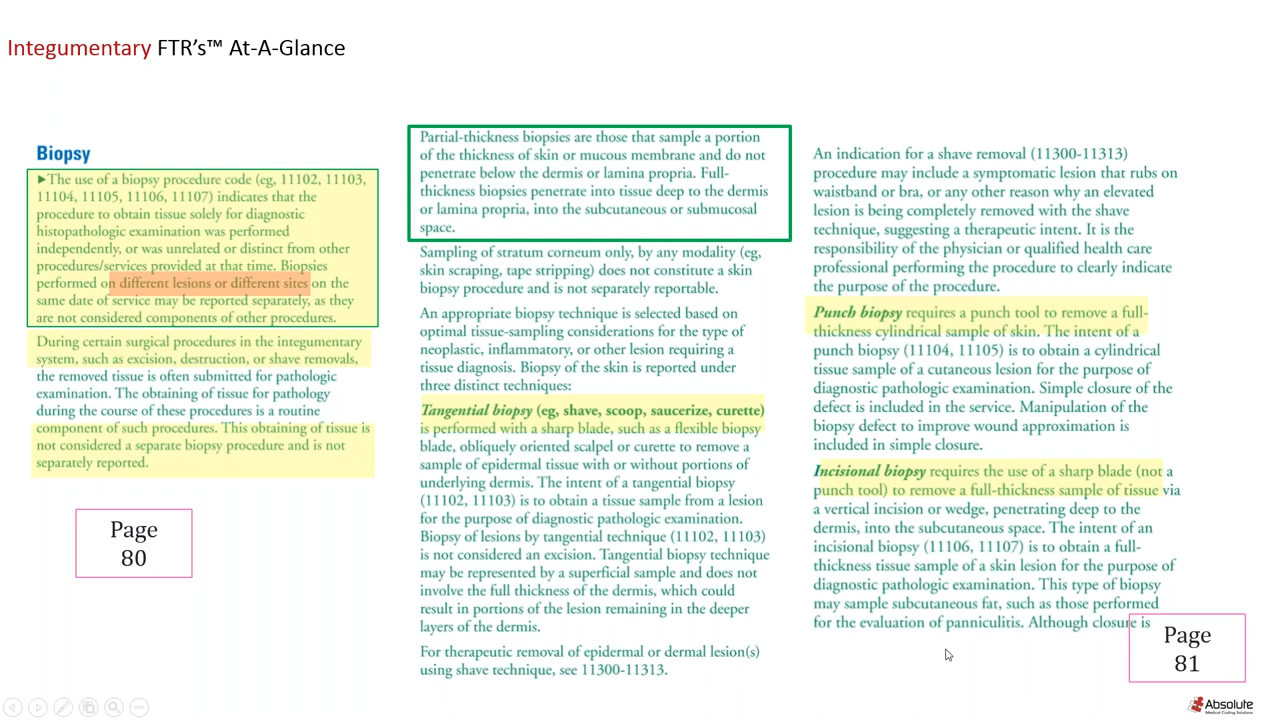 Integumentary FTR's™ At-A-Glance
Biopsy
►The use of a biopsy procedure code (eg, 11102, 11103,
11104, 11105, 11106, 11107) indicates that the
procedure to obtain tissue solely for diagnostic
histopathologic examination was performed
independently, or was unrelated or distinct from other
procedures/services provided at that time. Biopsies
performed on different lesions or different sites on the
same date of service may be reported separately, as they
are not considered components of other procedures.
During certain surgical procedures in the integumentary
system, such as excision, destruction, or shave removals,
the removed tissue is often submitted for pathologic
examination. The obtaining of tissue for pathology
during the course of these procedures is a routine
component of such procedures. This obtaining of tissue is
not considered a separate biopsy procedure and is not
separately reported.
Page
80
Partial-thickness biopsies are those that sample a portion
of the thickness of skin or mucous membrane and do not
penetrate below the dermis or lamina propria. Full-
thickness biopsies penetrate into tissue deep to the dermis
or lamina propria, into the subcutaneous or submucosal
space.
Sampling of stratum corneum only, by any modality (eg,
skin scraping, tape stripping) does not constitute a skin
biopsy procedure and is not separately reportable.
An appropriate biopsy technique is selected based on
optimal tissue-sampling considerations for the type of
neoplastic, inflammatory, or other lesion requiring a
tissue diagnosis. Biopsy of the skin is reported under
three distinct techniques:
Tangential biopsy (eg, shave, scoop, saucerize, curette)
is performed with a sharp blade, such as a flexible biopsy
blade, obliquely oriented scalpel or curette to remove a
sample of epidermal tissue with or without portions of
underlying dermis. The intent of a tangential biopsy
(11102, 11103) is to obtain a tissue sample from a lesion
for the purpose of diagnostic pathologic examination.
Biopsy of lesions by tangential technique (11102, 11103)
is not considered an excision. Tangential biopsy technique
may be represented by a superficial sample and does not
involve the full thickness of the dermis, which could
result in portions of the lesion remaining in the deeper
layers of the dermis.
For therapeutic removal of epidermal or dermal lesion(s)
using shave technique, see 11300-11313.
An indication for a shave removal (11300-11313)
procedure may include a symptomatic lesion that rubs on
waistband or bra, or any other reason why an elevated
lesion is being completely removed with the shave
technique, suggesting a therapeutic intent. It is the
responsibility of the physician or qualified health care
professional performing the procedure to clearly indicate
the purpose of the procedure.
Punch biopsy requires a punch tool to remove a full-
thickness cylindrical sample of skin. The intent of a
punch biopsy (11104, 11105) is to obtain a cylindrical
tissue sample of a cutaneous lesion for the purpose of
diagnostic pathologic examination. Simple closure of the
defect is included in the service. Manipulation of the
biopsy defect to improve wound approximation is
included in simple closure.
Incisional biopsy requires the use of a sharp blade (not a
punch tool) to remove a full-thickness sample of tissue via
a vertical incision or wedge, penetrating deep to the
dermis, into the subcutaneous space. The intent of an
incisional biopsy (11106, 11107) is to obtain a full-
thickness tissue sample of a skin lesion for the purpose of
diagnostic pathologic examination. This type of biopsy
may sample subcutaneous fat, such as those performed
for the evaluation of panniculitis. Although closure is
Page
81
Absolute
Medical Coding Solutions